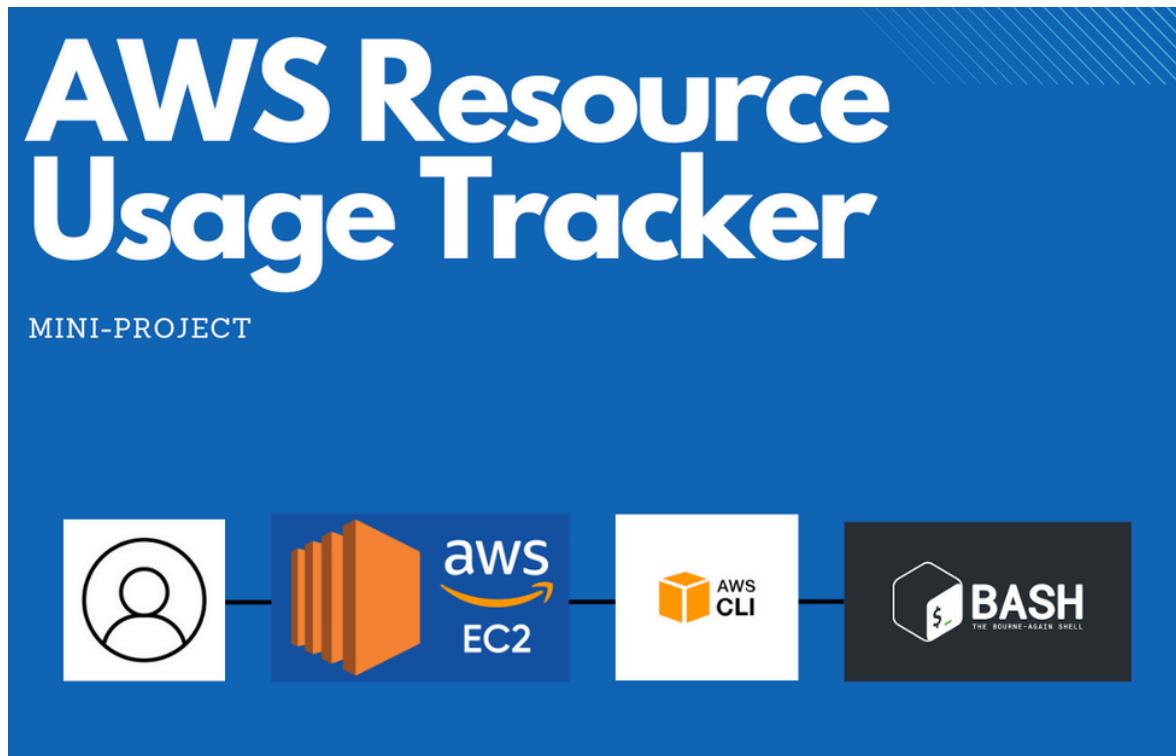 AWS Resource
Usage Tracker
MINI-PROJECT
aws
EC2
AWS
CLI
$_
BASH
THE BOURNE-AGAIN SHELL